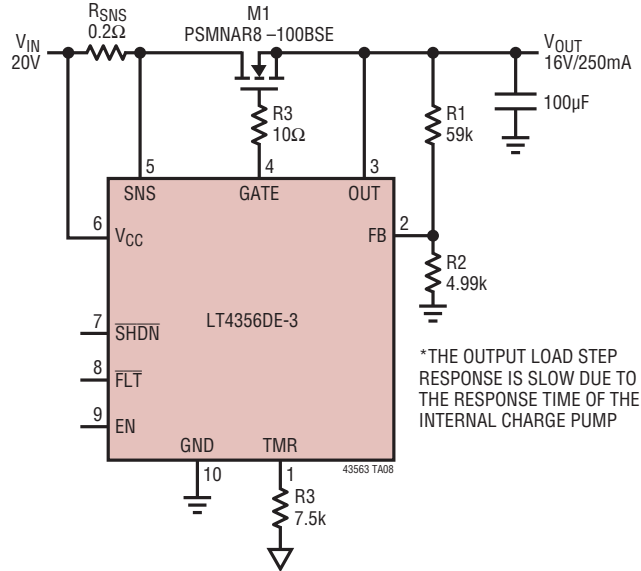 RSNS
0.2Ω
VIN
20V
M1
PSMNAR8 –100BSE
VOUT
16V/250mA
100µF
R3
10Ω
R1
59k
5
4
3
SNS
GATE
OUT
6
VCC
FB
2
R2
4.99k
LT4356DE-3
7
SHDN
8
FLT
9
EN
*THE OUTPUT LOAD STEP
RESPONSE IS SLOW DUE TO
THE RESPONSE TIME OF THE
INTERNAL CHARGE PUMP
GND
TMR
10
1
43563 TA08
R3
7.5k